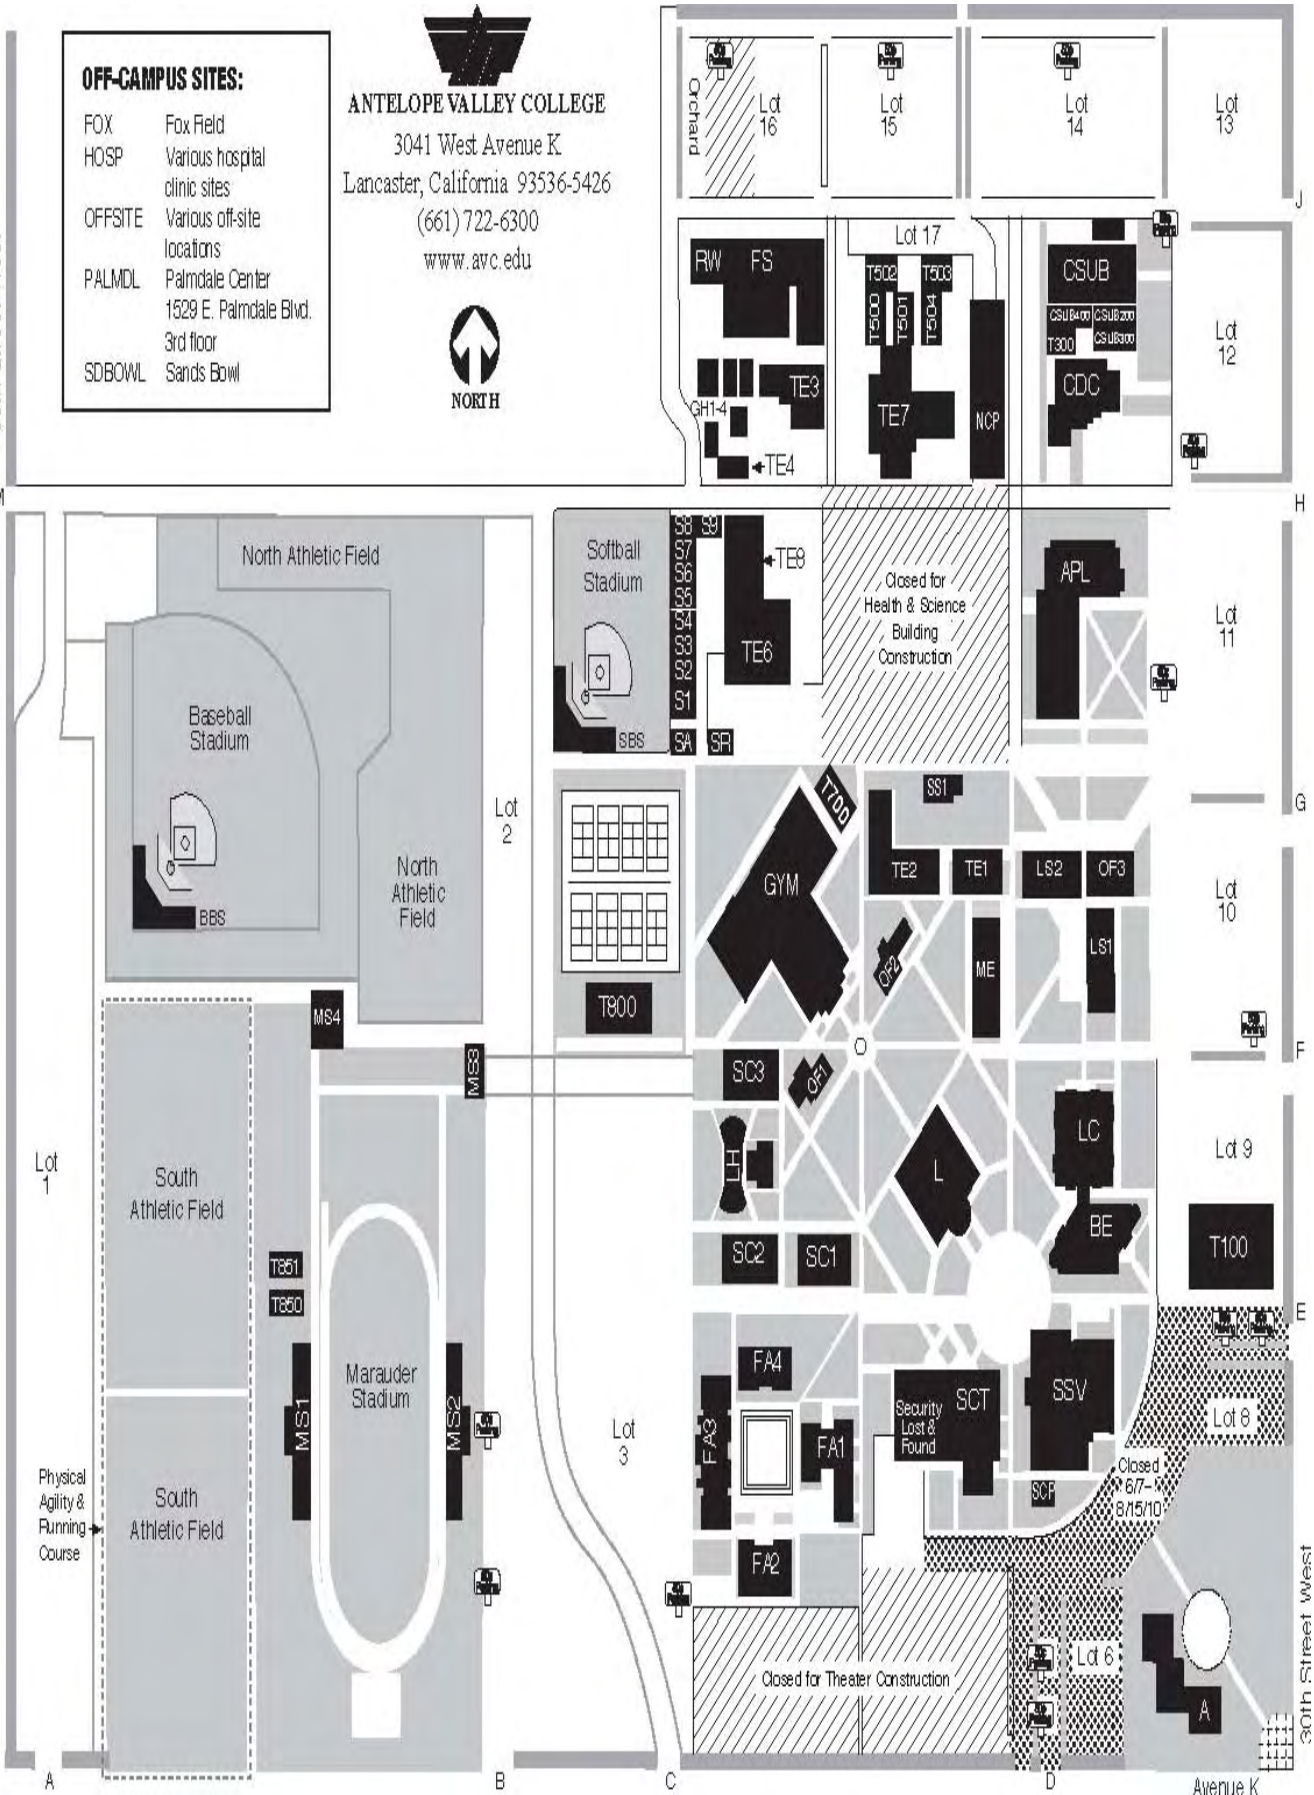 OFF-CAMPUS SITES:
FOX Fox Field
HOSP Various hospital
clinic sites
OFFSITE Various off-site
locations
PALMDL Palmdale Center
1529 E. Palmdale Blvd.
3rd floor
SDBOWL Sands Bowl
ANTELOPE VALLEY COLLEGE
3041 West Avenue K
Lancaster, California 93536-5426
(661) 722-6300
www.avc.edu
NORTH
Orchard
Lot
16
Lot
15
Lot
14
Lot
13
J
Lot 17
RW FS
T502 T503
T500 T501 T504
CSUB
CSUB400 CSUB200
T300 CSUB300
Lot
12
GH1-4
TE3
TE7
NCP
CDC
TE4
H
North Athletic Field
Softball
Stadium
S8 S9
S7
S6
S5
S4
S3
S2
S1
SA SR
TE8
TE6
Closed for
Health & Science
Building
Construction
APL
Lot
11
Baseball
Stadium
SBS
BBS
Lot
2
North
Athletic
Field
T700
SS1
G
GYM
TE2
TE1
LS2
OF3
Lot
10
OF2
ME
LS1
MS4
T800
MS3
F
SC3
OF1
LC
Lot 9
LH
L
BE
Lot
1
South
Athletic Field
SC2
SC1
T100
T851
T850
E
Marauder
Stadium
MS1
MS2
FA4
FA3
FA1
Security
Lost &
Found
SCT
SSV
Lot 8
Lot
3
Closed
6/7–
8/15/10
SCP
Physical
Agility &
Running
Course
South
Athletic Field
FA2
Closed for Theater Construction
Lot 6
A
30th Street West
A
B
C
D
Avenue K